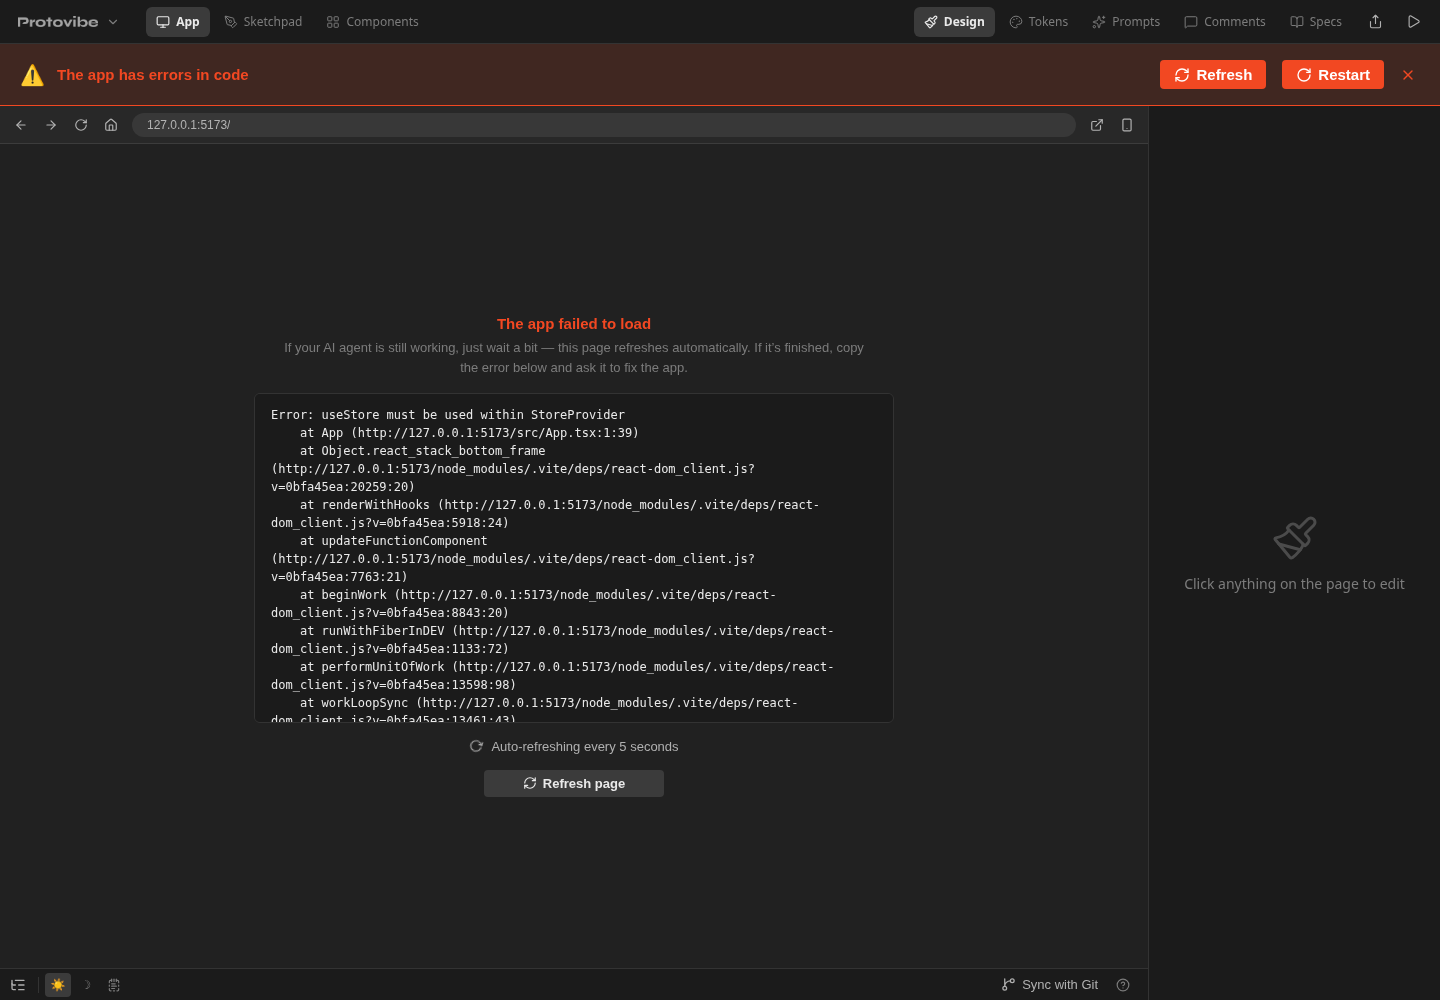 Protovibe
App
Sketchpad
Components
Design
Tokens
Prompts
Comments
Specs
The app has errors in code
Refresh
Restart
127.0.0.1:5173/
The app failed to load
If your AI agent is still working, just wait a bit — this page refreshes automatically. If it's finished, copy
the error below and ask it to fix the app.
Error: useStore must be used within StoreProvider
at App (http://127.0.0.1:5173/src/App.tsx:1:39)
at Object.react_stack_bottom_frame
(http://127.0.0.1:5173/node_modules/.vite/deps/react-dom_client.js?
v=0bfa45ea:20259:20)
at renderWithHooks (http://127.0.0.1:5173/node_modules/.vite/deps/react-
dom_client.js?v=0bfa45ea:5918:24)
at updateFunctionComponent
(http://127.0.0.1:5173/node_modules/.vite/deps/react-dom_client.js?
v=0bfa45ea:7763:21)
at beginWork (http://127.0.0.1:5173/node_modules/.vite/deps/react-
dom_client.js?v=0bfa45ea:8843:20)
at runWithFiberInDEV (http://127.0.0.1:5173/node_modules/.vite/deps/react-
dom_client.js?v=0bfa45ea:1133:72)
at performUnitOfWork (http://127.0.0.1:5173/node_modules/.vite/deps/react-
dom_client.js?v=0bfa45ea:13598:98)
at workLoopSync (http://127.0.0.1:5173/node_modules/.vite/deps/react-
dom_client.js?v=0bfa45ea:13461:43)
Auto-refreshing every 5 seconds
Refresh page
Click anything on the page to edit
Sync with Git